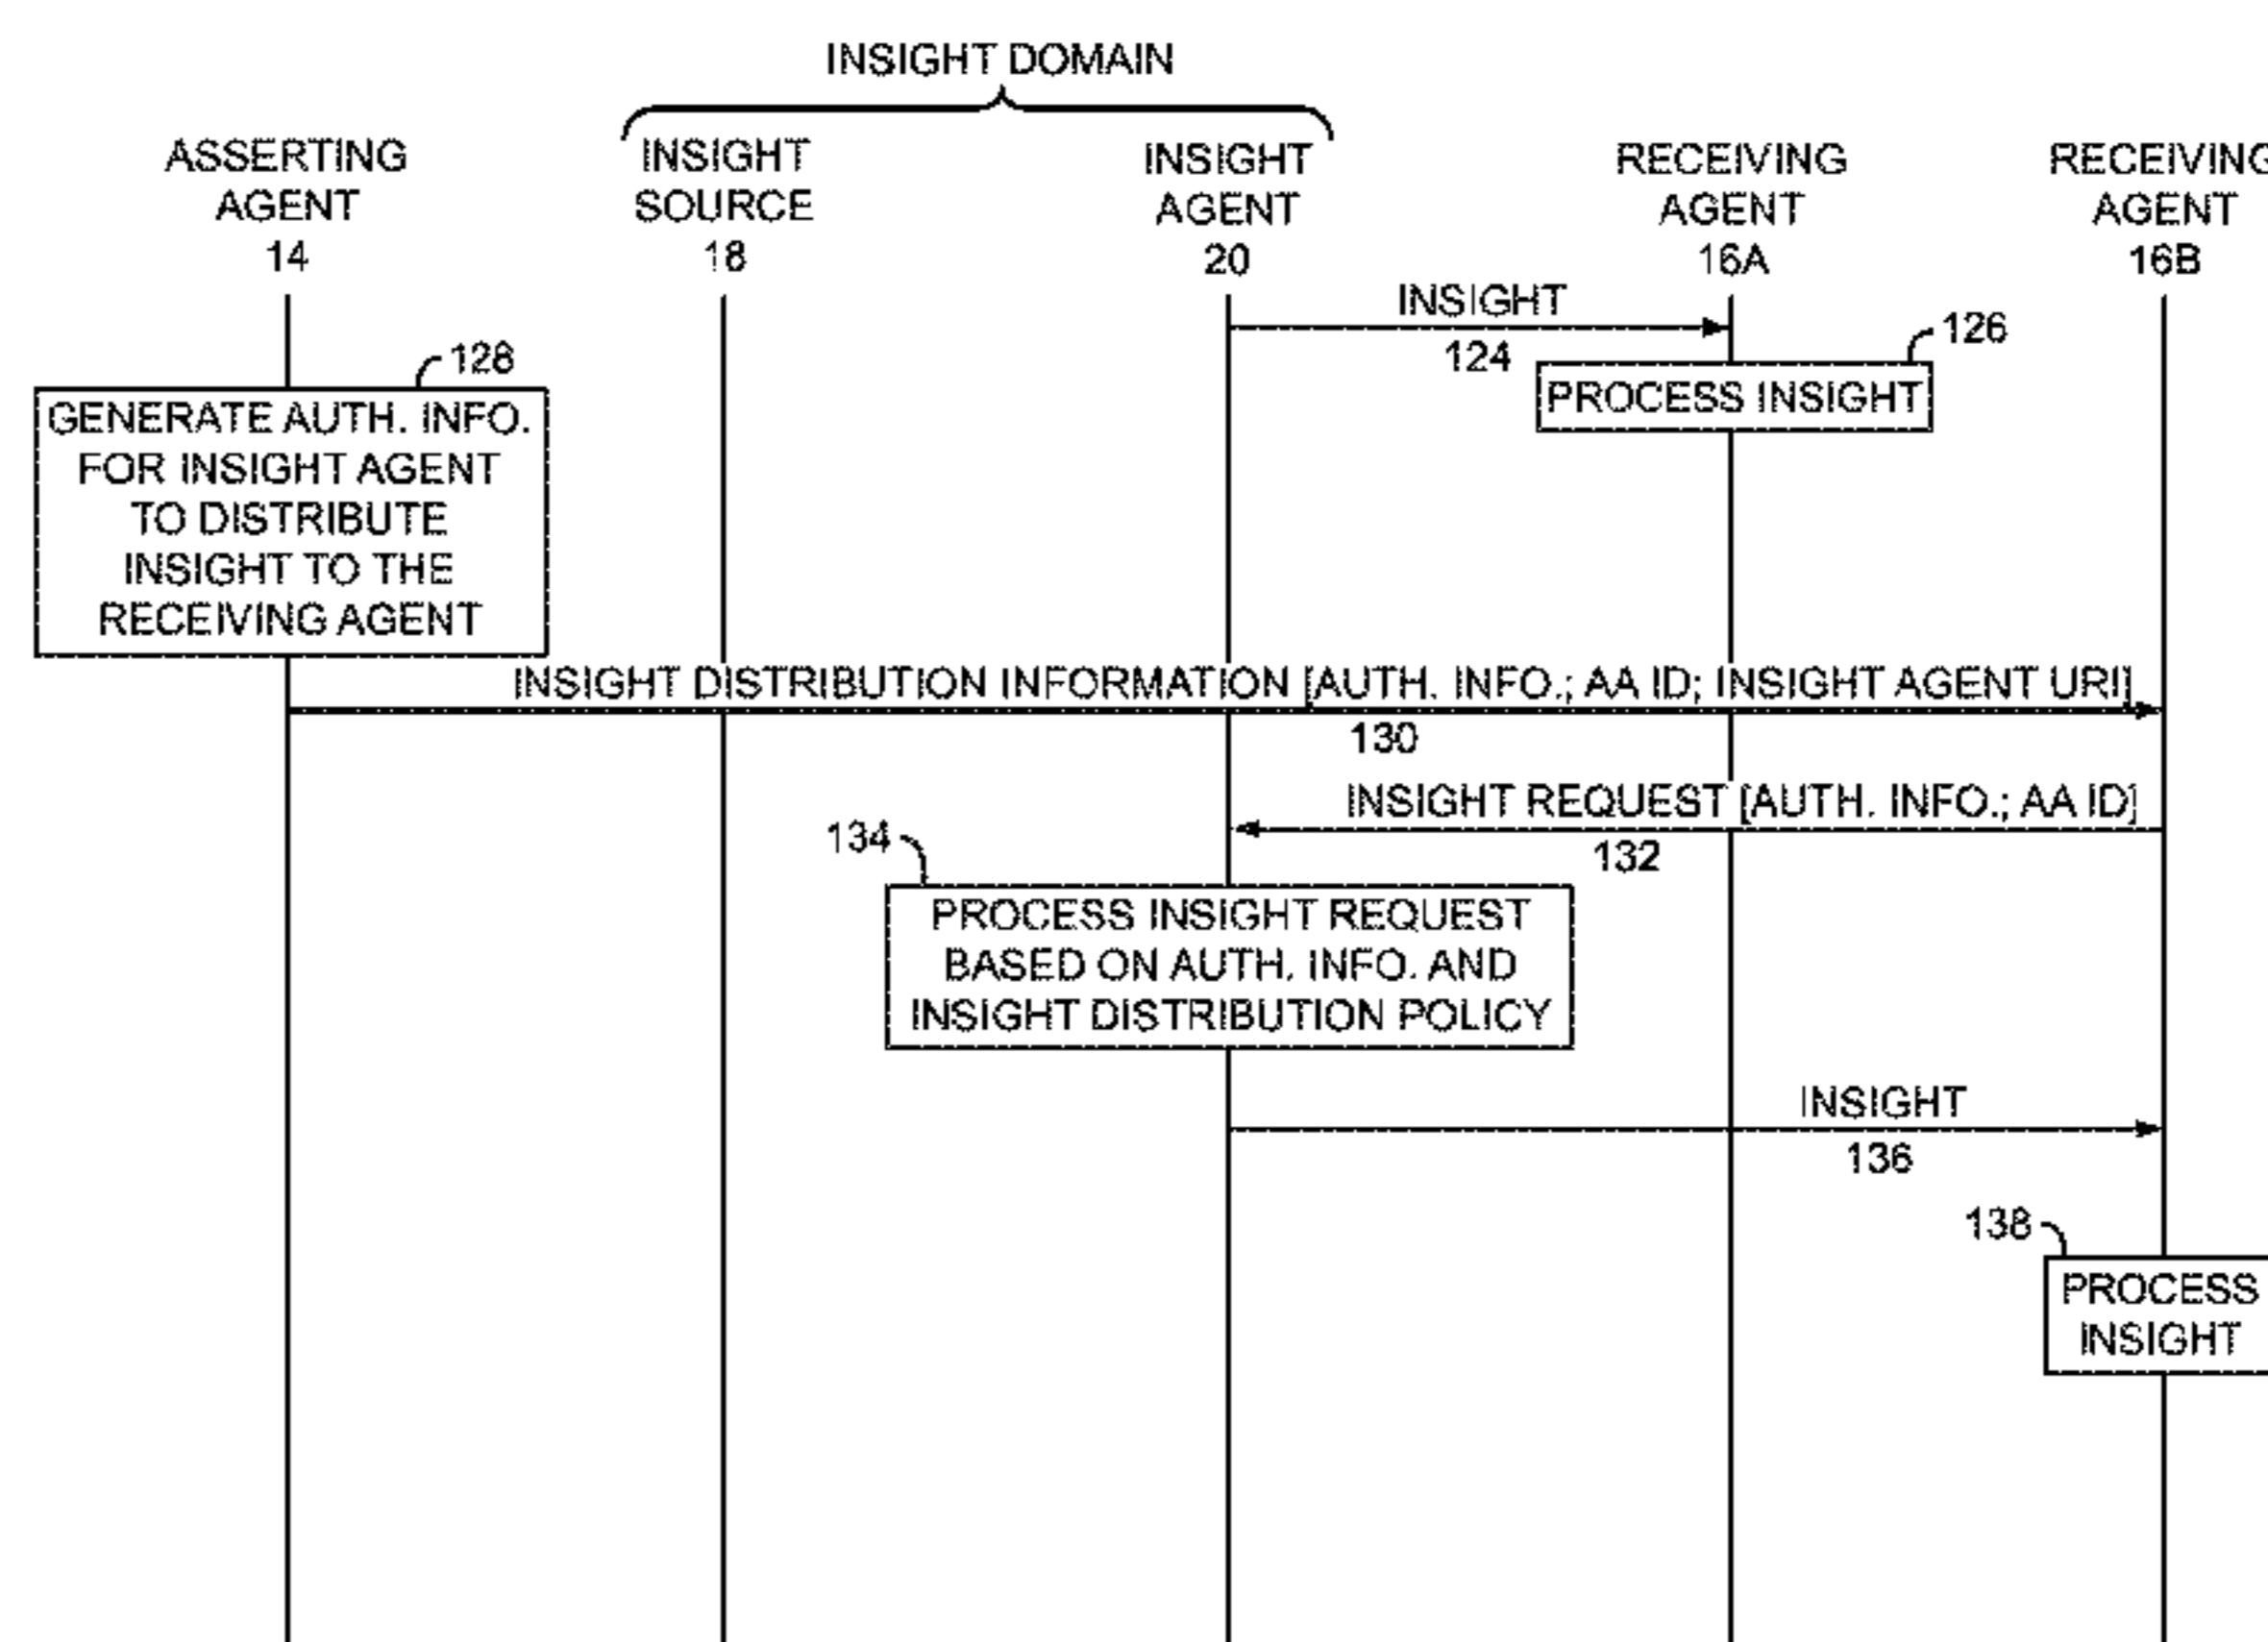 INSIGHT DOMAIN
ASSERTING
AGENT
14
INSIGHT
SOURCE
18
INSIGHT
AGENT
20
RECEIVING
AGENT
16A
RECEIVING
AGENT
16B
INSIGHT
124
126
PROCESS INSIGHT
128
GENERATE AUTH. INFO.
FOR INSIGHT AGENT
TO DISTRIBUTE
INSIGHT TO THE
RECEIVING AGENT
INSIGHT DISTRIBUTION INFORMATION [AUTH. INFO.; AA ID; INSIGHT AGENT URI]
130
INSIGHT REQUEST [AUTH. INFO.; AA ID]
132
134
PROCESS INSIGHT REQUEST
BASED ON AUTH. INFO. AND
INSIGHT DISTRIBUTION POLICY
INSIGHT
136
138
PROCESS
INSIGHT